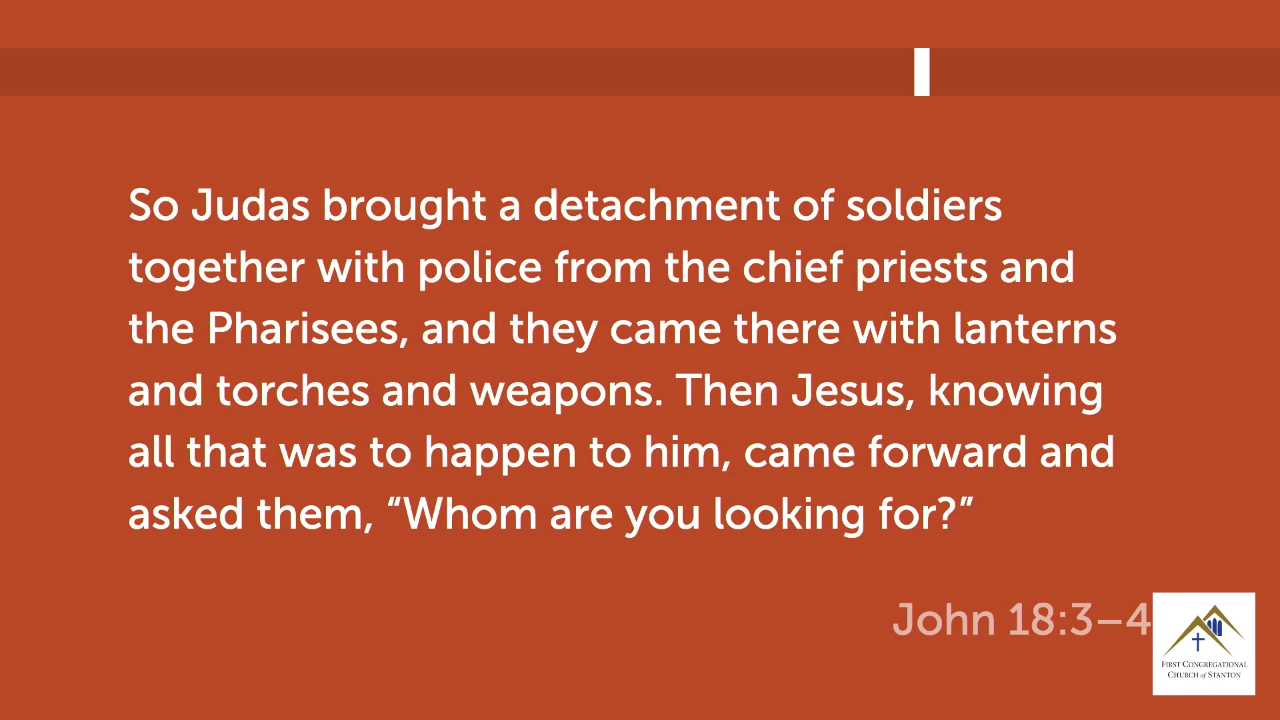 So Judas brought a detachment of soldiers
together with police from the chief priests and
the Pharisees, and they came there with lanterns
and torches and weapons. Then Jesus, knowing
all that was to happen to him, came forward and
asked them, “Whom are you looking for?”
John 18:3–4
First Congregational
Church of Stanton